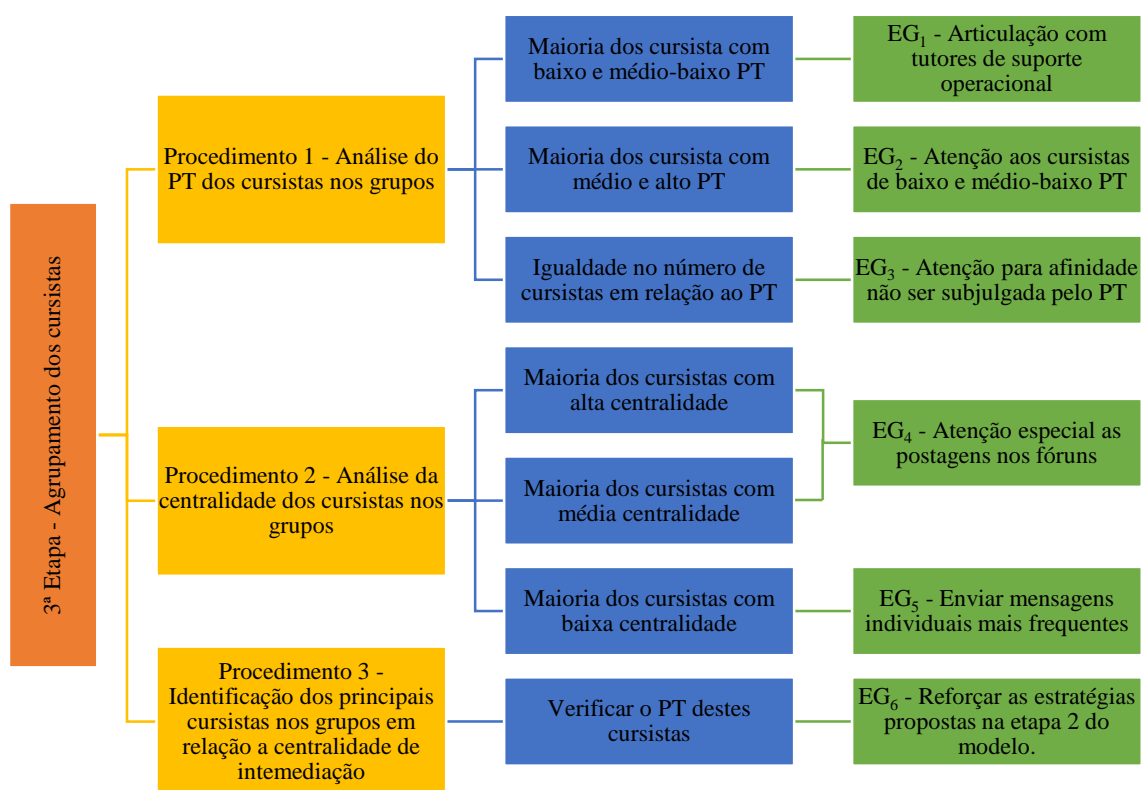 3ª Etapa - Agrupamento dos cursistas
Procedimento 1 - Análise do
PT dos cursistas nos grupos
Maioria dos cursista com
baixo e médio-baixo PT
EG₁ - Articulação com
tutores de suporte
operacional
Maioria dos cursista com
médio e alto PT
EG₂ - Atenção aos cursistas
de baixo e médio-baixo PT
Igualdade no número de
cursistas em relação ao PT
EG₃ - Atenção para afinidade
não ser subjulgada pelo PT
Procedimento 2 - Análise da
centralidade dos cursistas nos
grupos
Maioria dos cursistas com
alta centralidade
Maioria dos cursistas com
média centralidade
EG₄ - Atenção especial as
postagens nos fóruns
Maioria dos cursistas com
baixa centralidade
EG₅ - Enviar mensagens
individuais mais frequentes
Procedimento 3 -
Identificação dos principais
cursistas nos grupos em
relação a centralidade de
intemediação
Verificar o PT destes
cursistas
EG₆ - Reforçar as estratégias
propostas na etapa 2 do
modelo.